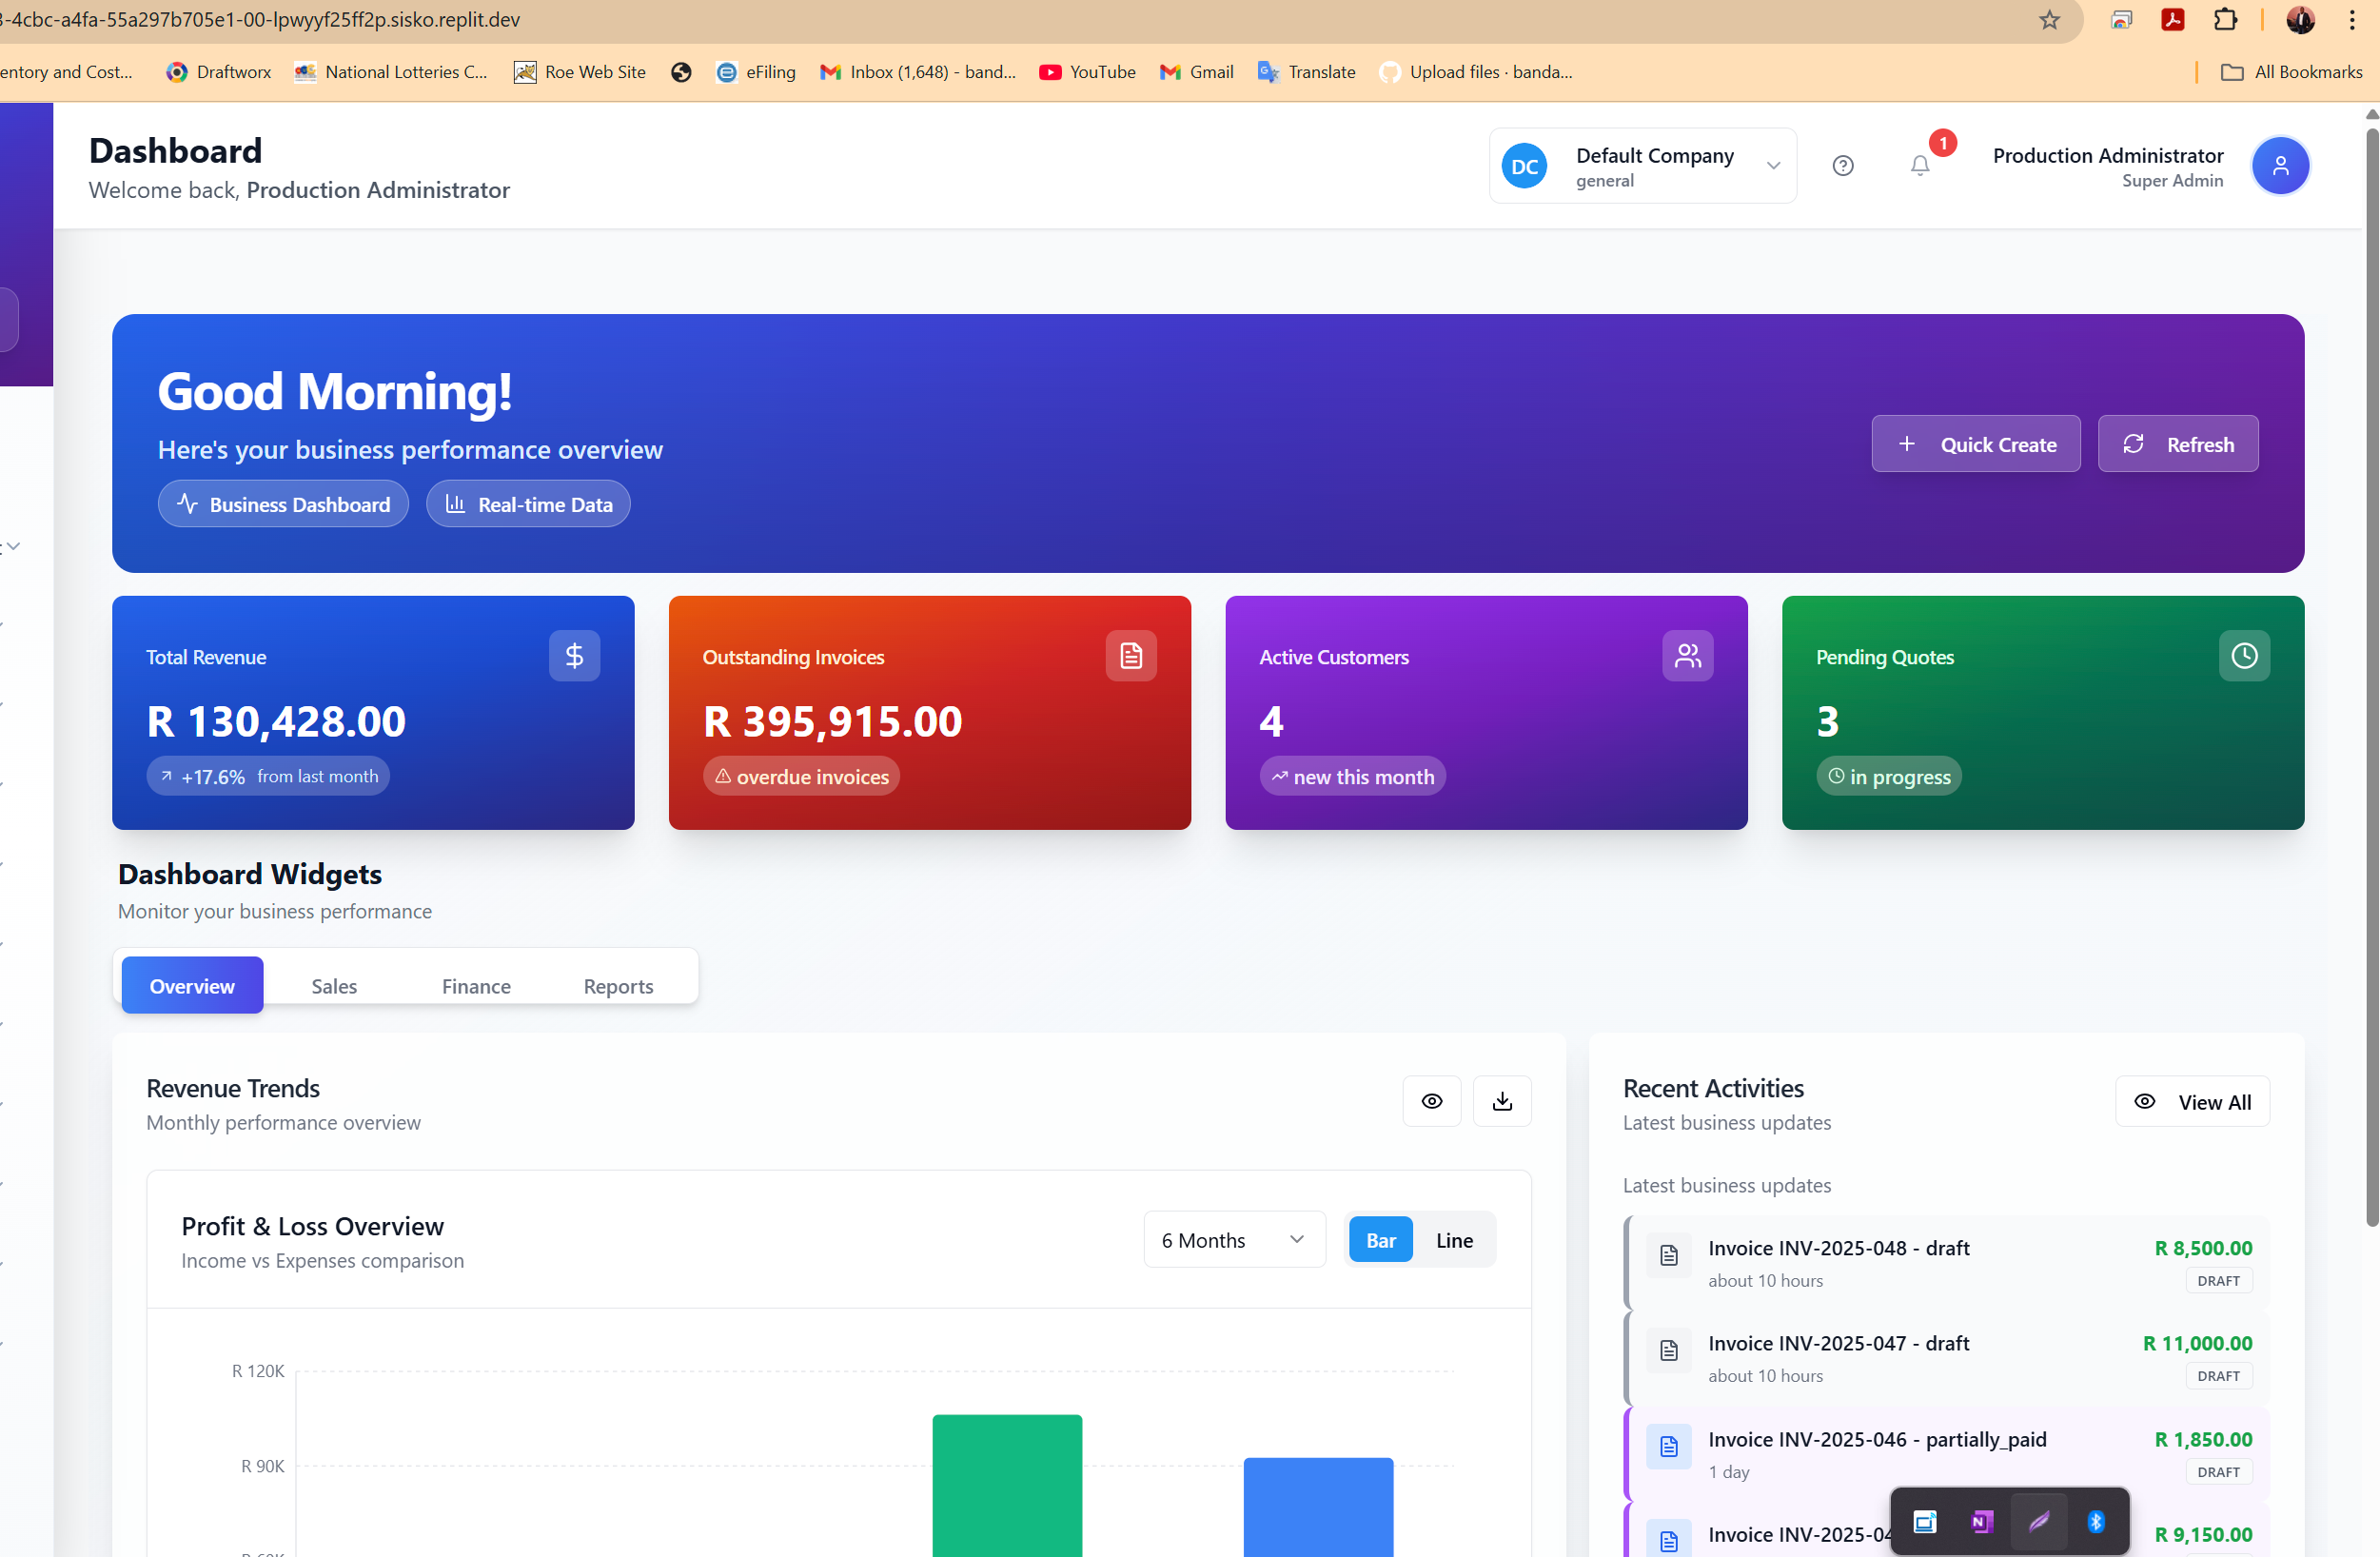 3-4cbc-a4fa-55a297b705e1-00-lpwyyf25ff2p.sisko.replit.dev
entory and Cost... Draftworx National Lotteries C... Roe Web Site eFiling Inbox (1,648) - band... YouTube Gmail Translate Upload files · banda... All Bookmarks
Dashboard
Welcome back, Production Administrator
DC
Default Company
general
1
Production Administrator
Super Admin
Good Morning!
Here's your business performance overview
Business Dashboard
Real-time Data
Quick Create
Refresh
Total Revenue
R 130,428.00
+17.6% from last month
Outstanding Invoices
R 395,915.00
overdue invoices
Active Customers
4
new this month
Pending Quotes
3
in progress
Dashboard Widgets
Monitor your business performance
Overview Sales Finance Reports
Revenue Trends
Monthly performance overview
Profit & Loss Overview
Income vs Expenses comparison
6 Months
Bar Line
R 120K
R 90K
Recent Activities
Latest business updates
View All
Latest business updates
Invoice INV-2025-048 - draft R 8,500.00
about 10 hours DRAFT
Invoice INV-2025-047 - draft R 11,000.00
about 10 hours DRAFT
Invoice INV-2025-046 - partially_paid R 1,850.00
1 day DRAFT
Invoice INV-2025-04 R 9,150.00